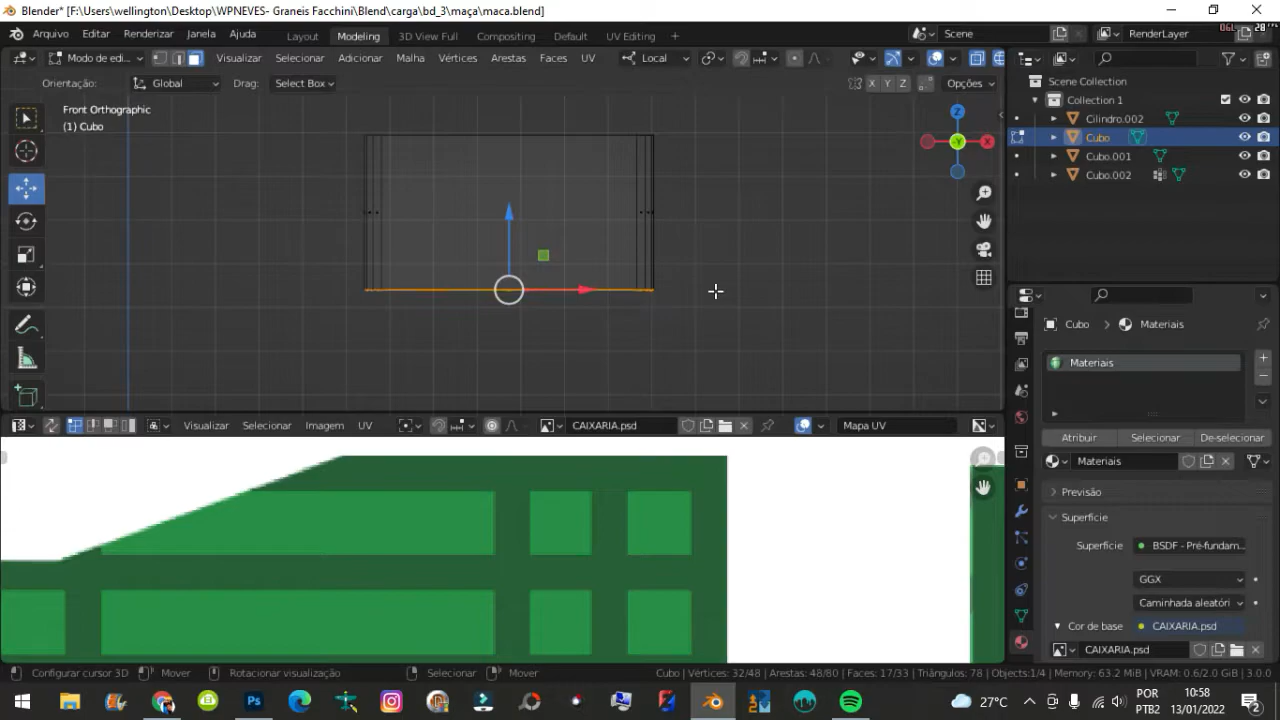 Blender* [F:\Users\wellington\Desktop\WPNEVES- Graneis Facchini\Blend\carga\bd_3\maça\maca.blend]
Arquivo Editar Renderizar Janela Ajuda Layout Modeling 3D View Full Compositing Default UV Editing + Scene RenderLayer
Modo de edi... Visualizar Selecionar Adicionar Malha Vértices Arestas Faces UV Local
Orientação: Global Drag: Select Box X Y Z Opções
Front Orthographic
(1) Cubo
Z
-Y
X
Scene Collection
Collection 1
Cilindro.002
Cubo
Cubo.001
Cubo.002
Cubo Materiais
Materiais
Atribuir Selecionar De-selecionar
Materiais
Previsão
Superfície
Superfície BSDF - Pré-fundam...
GGX
Caminhada aleatóri
Cor de base CAIXARIA.psd
CAIXARIA.psd
Visualizar Selecionar Imagem UV CAIXARIA.psd Mapa UV
Configurar cursor 3D Mover Rotacionar visualização Selecionar Mover Cubo | Vértices: 32/48 | Arestas: 48/80 | Faces: 17/33 | Triângulos: 78 | Objects:1/4 | Memória: 63.2 MiB | VRAM: 0.6/2.0 GiB
27°C POR PTB2 10:58 13/01/2022 2